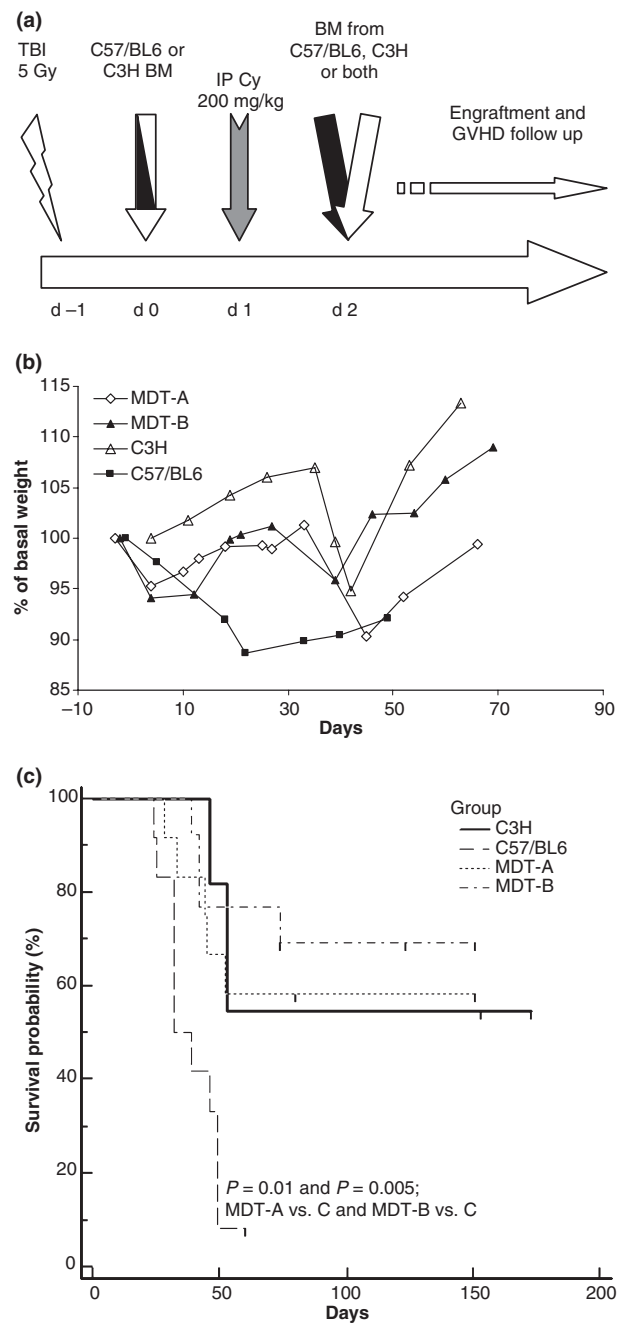 (a)
TBI
5 Gy
C57/BL6 or
C3H BM
IP Cy
200 mg/kg
BM from
C57/BL6, C3H
or both
Engraftment and
GVHD follow up
d –1
d 0
d 1
d 2
(b)
115
110
105
100
95
90
85
% of basal weight
MDT-A
MDT-B
C3H
C57/BL6
–10
10
30
50
70
90
Days
(c)
100
80
60
40
20
0
Survival probability (%)
Group
C3H
C57/BL6
MDT-A
MDT-B
P = 0.01 and P = 0.005;
MDT-A vs. C and MDT-B vs. C
0
50
100
150
200
Days